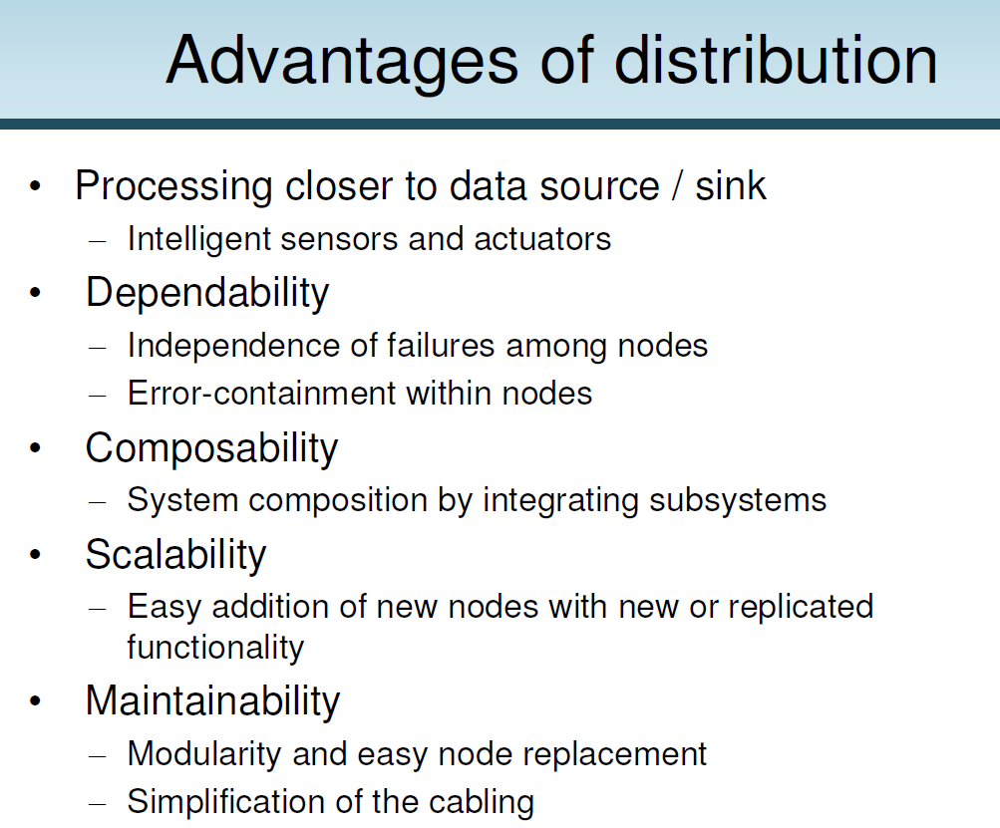 Advantages of distribution
• Processing closer to data source / sink
– Intelligent sensors and actuators
• Dependability
– Independence of failures among nodes
– Error-containment within nodes
• Composability
– System composition by integrating subsystems
• Scalability
– Easy addition of new nodes with new or replicated
functionality
• Maintainability
– Modularity and easy node replacement
– Simplification of the cabling